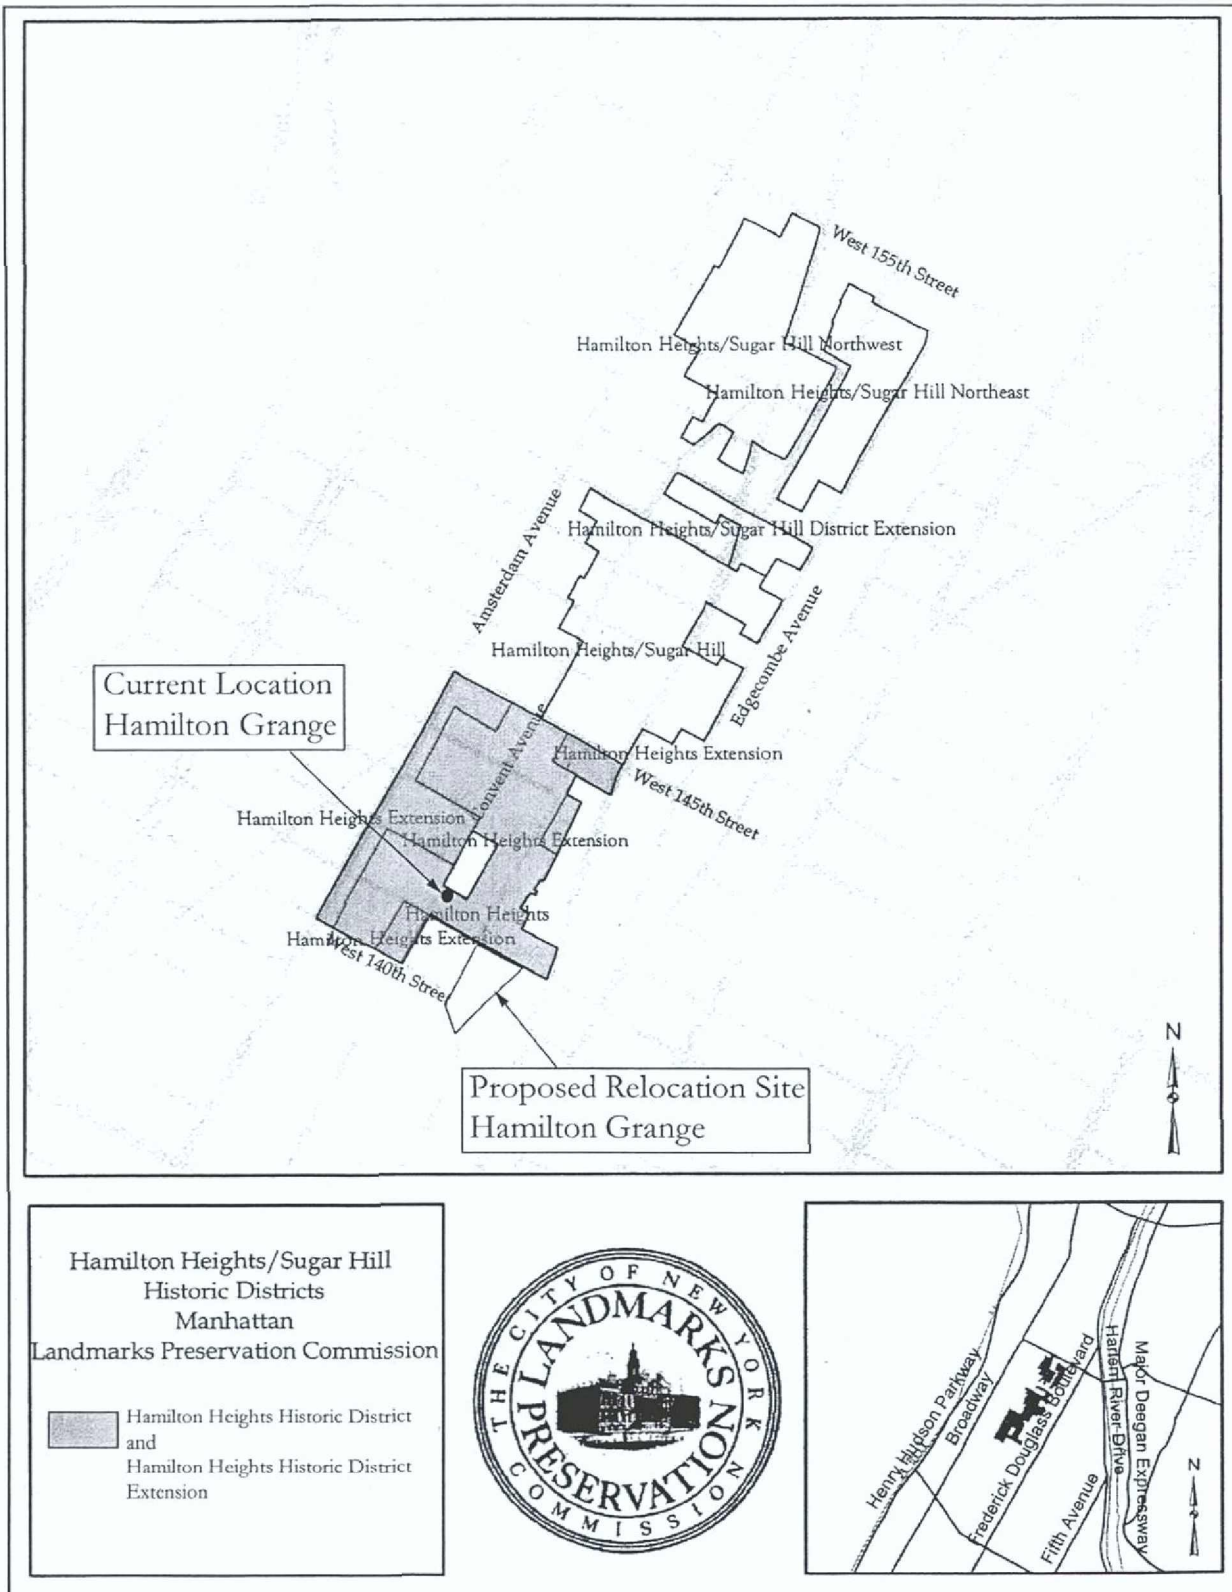 West 155th Street
Hamilton Heights/Sugar Hill Northwest
Hamilton Heights/Sugar Hill Northeast
Amsterdam Avenue
Hamilton Heights/Sugar Hill District Extension
Edgecombe Avenue
Hamilton Heights/Sugar Hill
Current Location
Hamilton Grange
Convent Avenue
Hamilton Heights Extension
West 145th Street
Hamilton Heights Extension
Hamilton Heights Extension
Hamilton Heights
Hamilton Heights Extension
West 140th Street
Proposed Relocation Site
Hamilton Grange
N
Hamilton Heights/Sugar Hill
Historic Districts
Manhattan
Landmarks Preservation Commission
Hamilton Heights Historic District
and
Hamilton Heights Historic District
Extension
THE CITY OF NEW YORK
LANDMARKS
PRESERVATION
COMMISSION
Henry Hudson Parkway
Broadway
Frederick Douglass Boulevard
Fifth Avenue
Harlem River Drive
Major Deegan Expressway
N